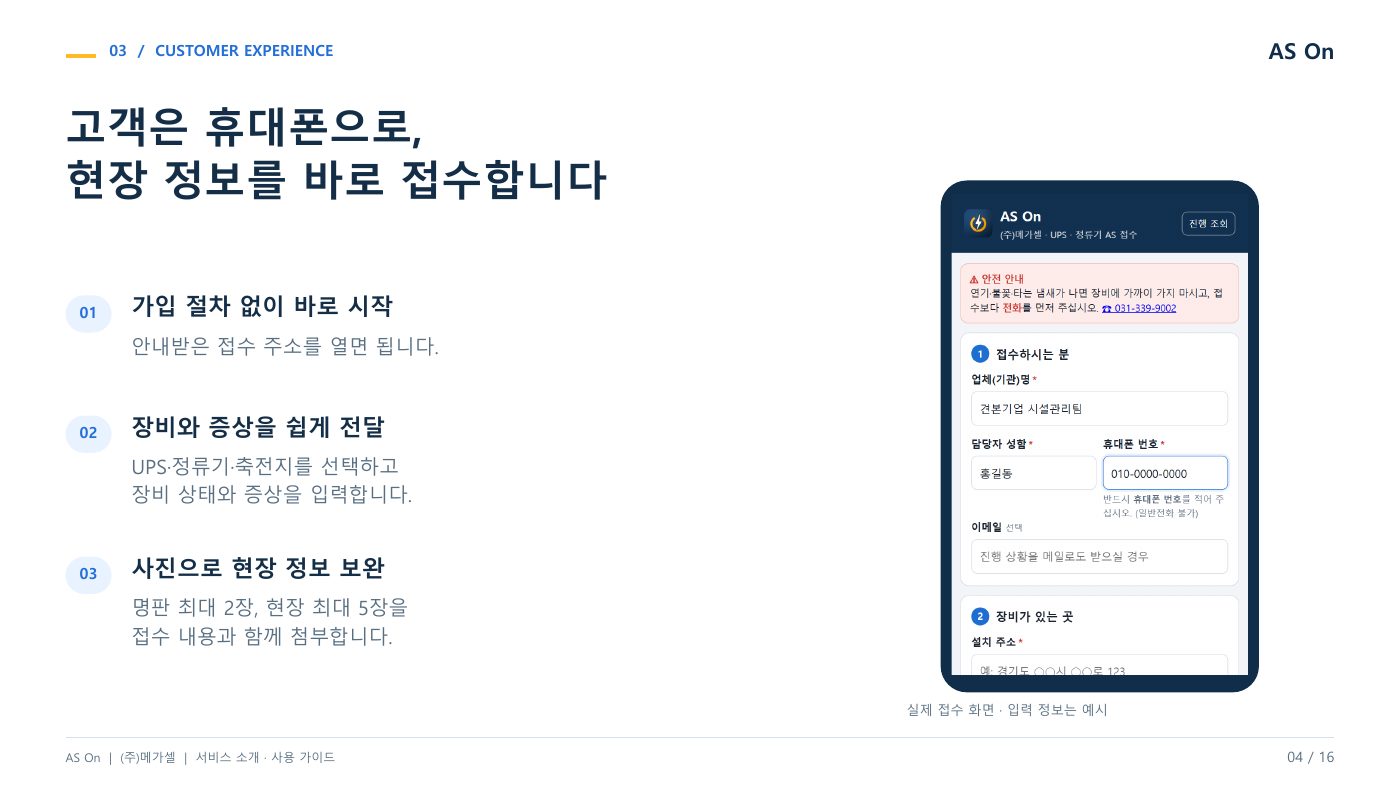 03 / CUSTOMER EXPERIENCE
AS On
고객은 휴대폰으로,
현장 정보를 바로 접수합니다
01
가입 절차 없이 바로 시작
안내받은 접수 주소를 열면 됩니다.
02
장비와 증상을 쉽게 전달
UPS·정류기·축전지를 선택하고
장비 상태와 증상을 입력합니다.
03
사진으로 현장 정보 보완
명판 최대 2장, 현장 최대 5장을
접수 내용과 함께 첨부합니다.
AS On
(주)메가셀 · UPS · 정류기 AS 접수
진행 조회
⚠ 안전 안내
연기·불꽃·타는 냄새가 나면 장비에 가까이 가지 마시고, 접
수보다 전화를 먼저 주십시오. ☎ 031-339-9002
1 접수하시는 분
업체(기관)명 *
견본기업 시설관리팀
담당자 성함 * 휴대폰 번호 *
홍길동 010-0000-0000
반드시 휴대폰 번호를 적어 주
십시오. (일반전화 불가)
이메일 선택
진행 상황을 메일로도 받으실 경우
2 장비가 있는 곳
설치 주소 *
예: 경기도 ○○시 ○○로 123
실제 접수 화면 · 입력 정보는 예시
AS On | (주)메가셀 | 서비스 소개 · 사용 가이드
04 / 16